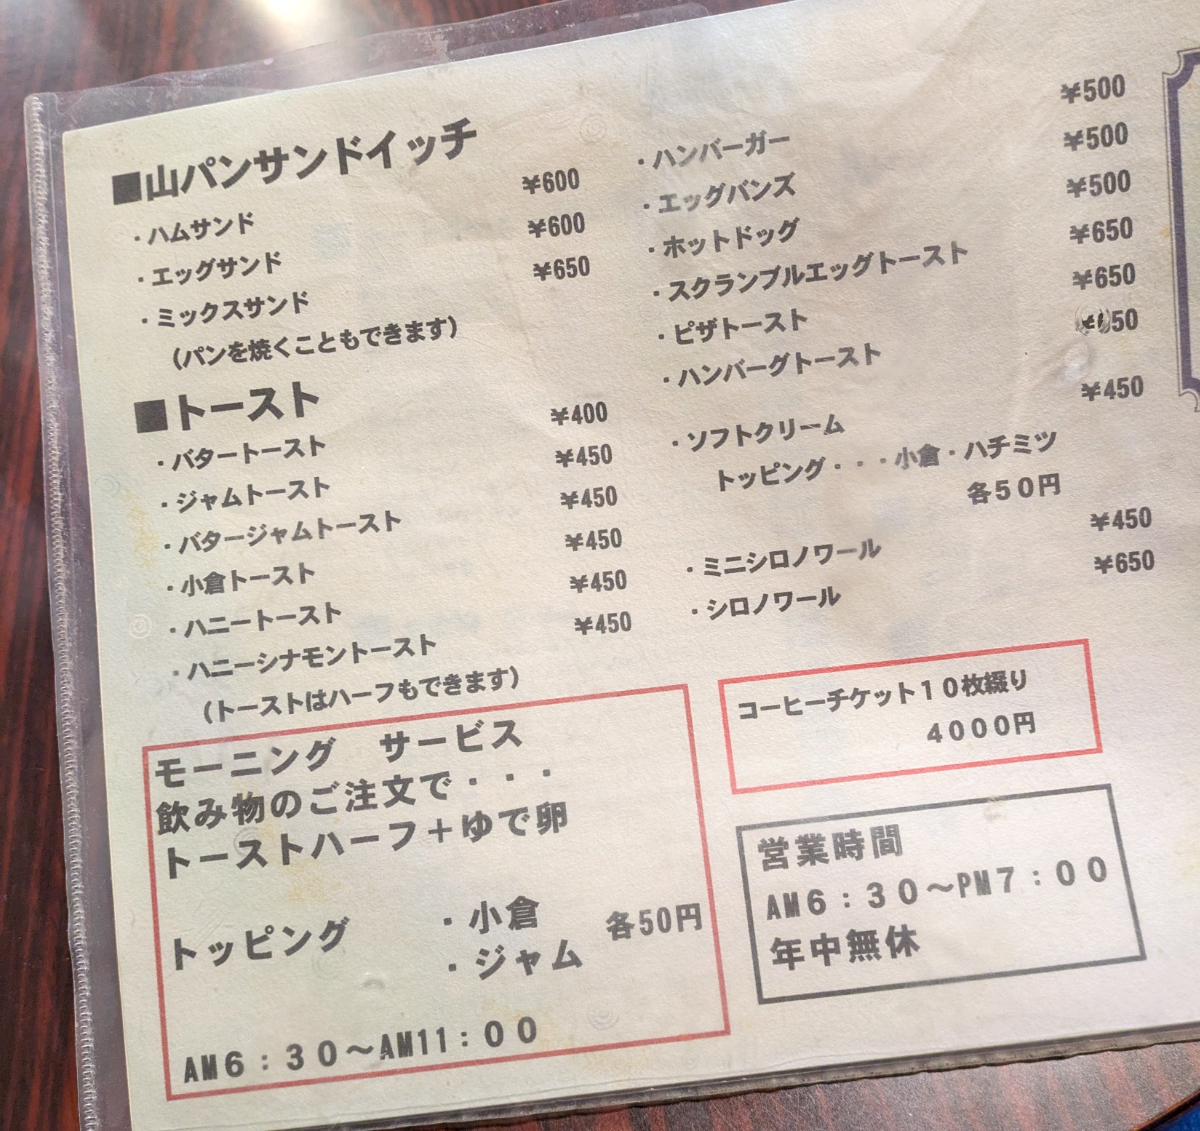 ■山パンサンドイッチ
・ハムサンド ¥600
・エッグサンド ¥600
・ミックスサンド ¥650
（パンを焼くこともできます）
■トースト
・バタートースト ¥400
・ジャムトースト ¥450
・バタージャムトースト ¥450
・小倉トースト ¥450
・ハニートースト ¥450
・ハニーシナモントースト ¥450
（トーストはハーフもできます）
モーニング サービス
飲み物のご注文で・・・
トーストハーフ＋ゆで卵
トッピング ・小倉 各50円
・ジャム
AM６：３０～AM11：００
・ハンバーガー ¥500
・エッグバンズ ¥500
・ホットドッグ ¥500
・スクランブルエッグトースト ¥650
・ピザトースト ¥650
・ハンバーグトースト
・ソフトクリーム ¥450
トッピング・・・小倉・ハチミツ
各５０円
・ミニシロノワール ¥450
・シロノワール ¥650
コーヒーチケット１０枚綴り
４０００円
営業時間
AM６：３０～PM７：００
年中無休